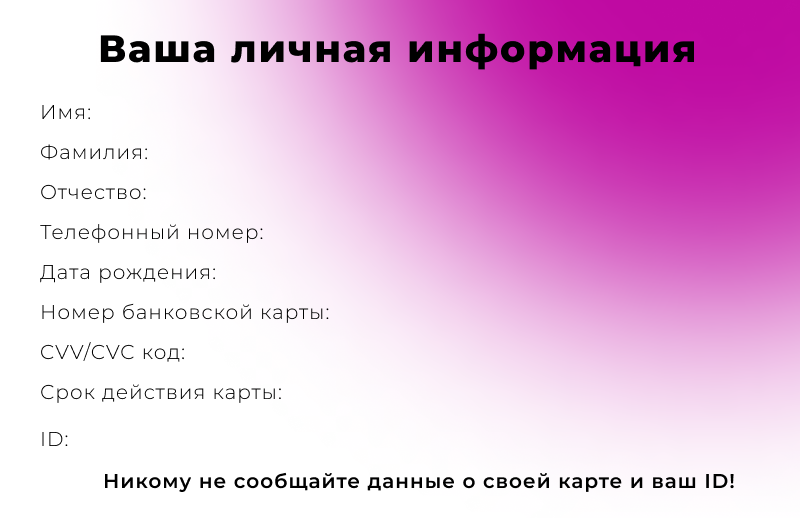 Ваша личная информация
Имя:
Фамилия:
Отчество:
Телефонный номер:
Дата рождения:
Номер банковской карты:
CVV/CVC код:
Срок действия карты:
ID:
Никому не сообщайте данные о своей карте и ваш ID!